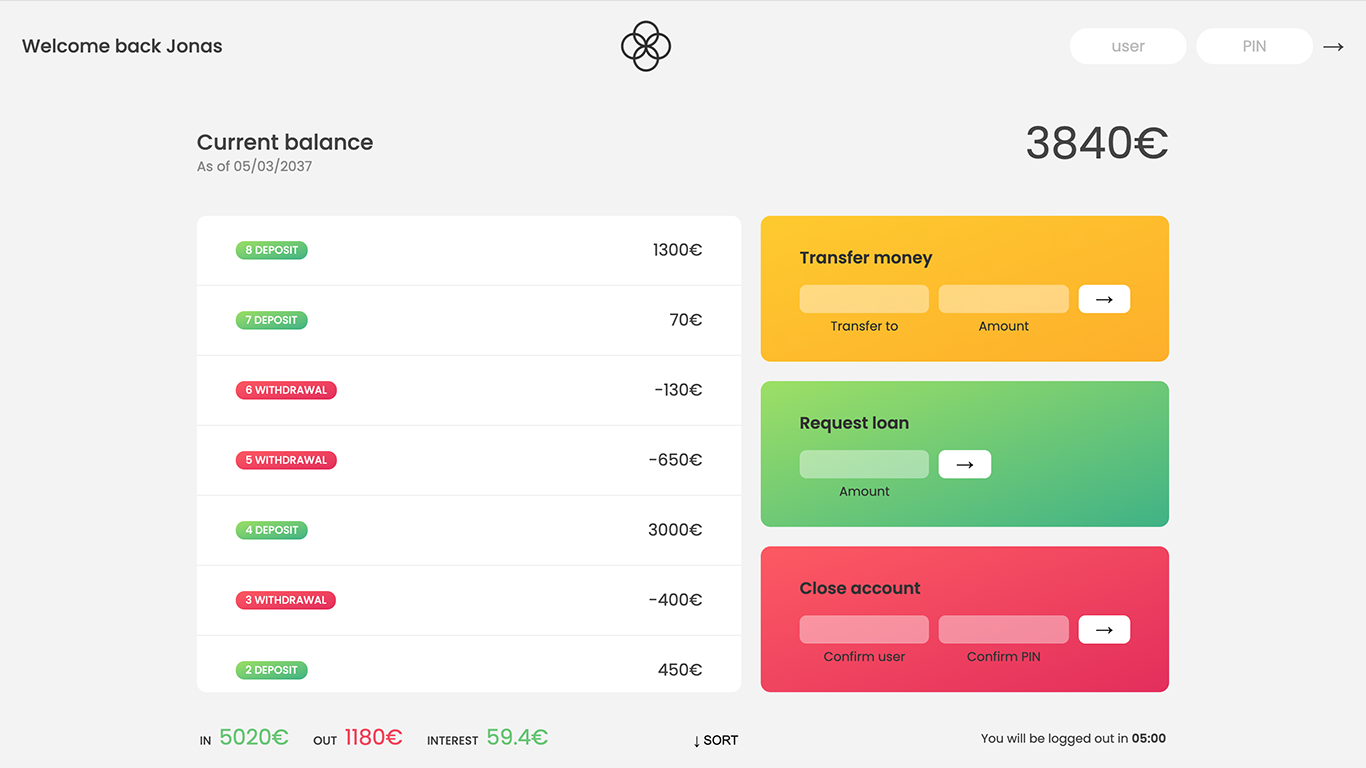 Welcome back Jonas
user PIN →
Current balance
As of 05/03/2037
3840€
8 DEPOSIT 1300€
7 DEPOSIT 70€
6 WITHDRAWAL -130€
5 WITHDRAWAL -650€
4 DEPOSIT 3000€
3 WITHDRAWAL -400€
2 DEPOSIT 450€
Transfer money
→
Transfer to Amount
Request loan
→
Amount
Close account
→
Confirm user Confirm PIN
IN 5020€ OUT 1180€ INTEREST 59.4€ ↓ SORT
You will be logged out in 05:00